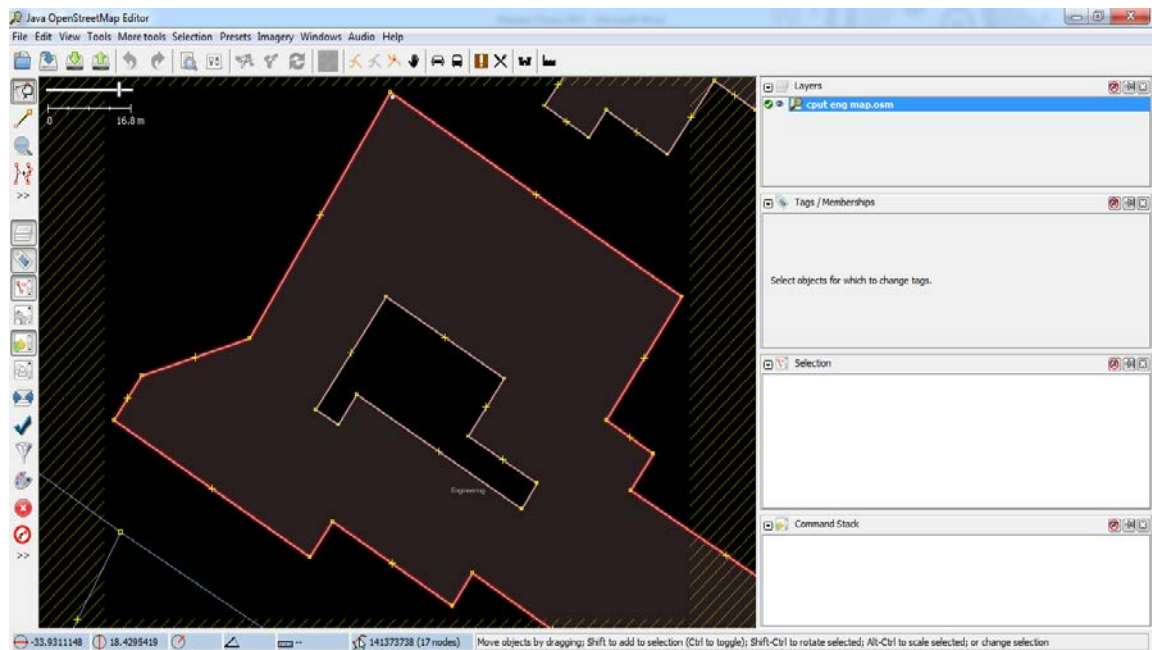 Java OpenStreetMap Editor
File Edit View Tools More tools Selection Presets Imagery Windows Audio Help
0 16.8 m
>>
>>
Engineering
Layers
cput eng map.osm
Tags / Memberships
Select objects for which to change tags.
Selection
Command Stack
-33.9311148 18.4295419 -- 141373738 (17 nodes) Move objects by dragging; Shift to add to selection (Ctrl to toggle); Shift-Ctrl to rotate selected; Alt-Ctrl to scale selected; or change selection